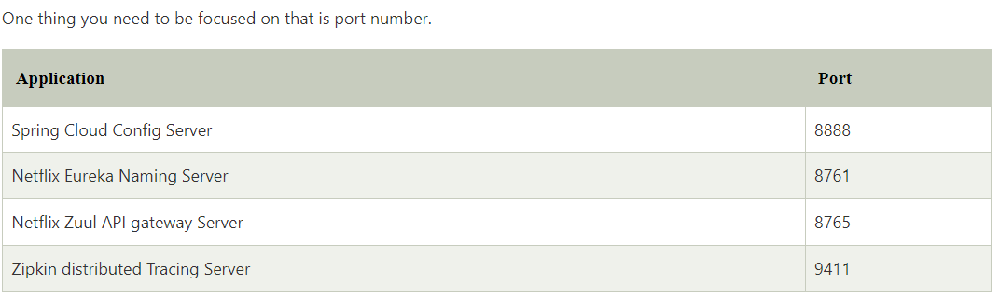 One thing you need to be focused on that is port number.
Application Port
Spring Cloud Config Server 8888
Netflix Eureka Naming Server 8761
Netflix Zuul API gateway Server 8765
Zipkin distributed Tracing Server 9411